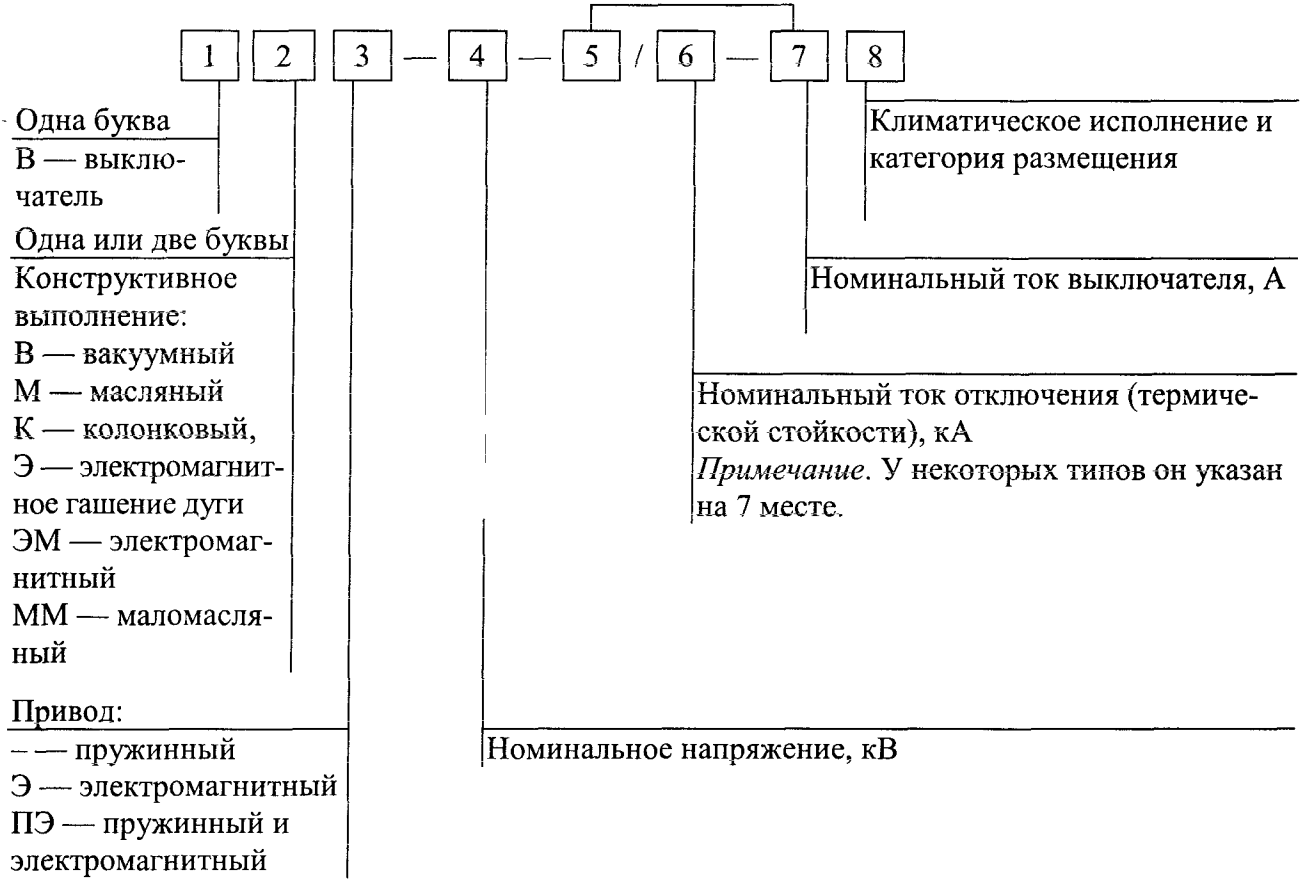 1 2 3 — 4 — 5 / 6 — 7 8
Одна буква
В — выклю-
чатель
Одна или две буквы
Конструктивное
выполнение:
В — вакуумный
М — масляный
К — колонковый,
Э — электромагнит-
ное гашение дуги
ЭМ — электромаг-
нитный
ММ — маломасля-
ный
Привод:
– — пружинный
Э — электромагнитный
ПЭ — пружинный и
электромагнитный
Климатическое исполнение и
категория размещения
Номинальный ток выключателя, А
Номинальный ток отключения (термиче-
ской стойкости), кА
Примечание. У некоторых типов он указан
на 7 месте.
Номинальное напряжение, кВ